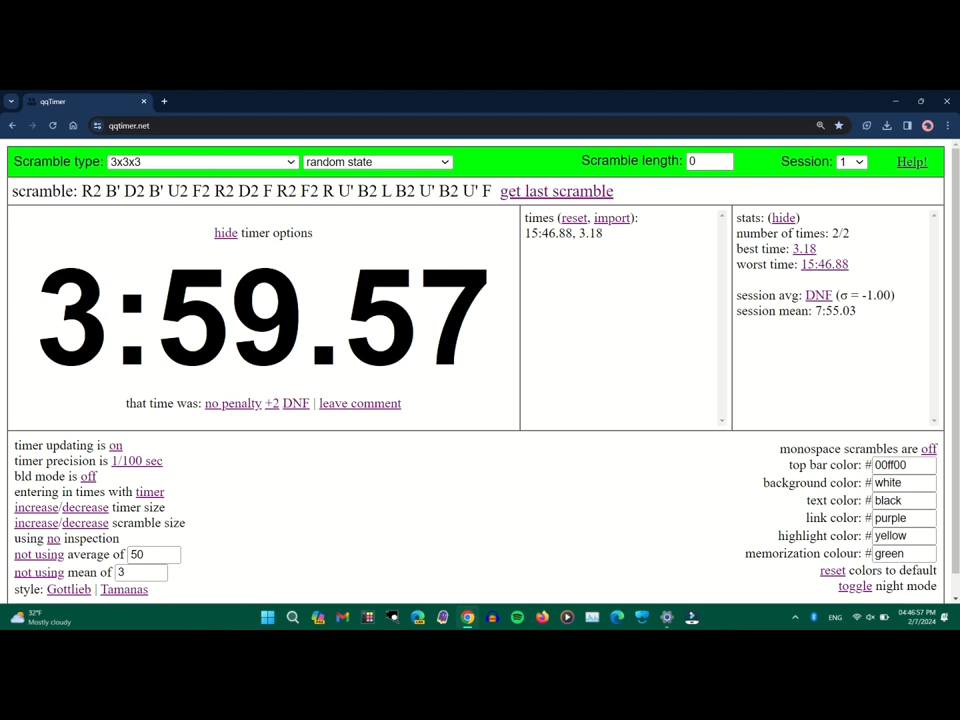 qqTimer
qqtimer.net
Scramble type: 3x3x3 random state Scramble length: 0 Session: 1 Help!
scramble: R2 B' D2 B' U2 F2 R2 D2 F R2 F2 R U' B2 L B2 U' B2 U' F get last scramble
hide timer options
3:59.57
that time was: no penalty +2 DNF | leave comment
times (reset, import):
15:46.88, 3.18
stats: (hide)
number of times: 2/2
best time: 3.18
worst time: 15:46.88
session avg: DNF (σ = -1.00)
session mean: 7:55.03
timer updating is on
timer precision is 1/100 sec
bld mode is off
entering in times with timer
increase/decrease timer size
increase/decrease scramble size
using no inspection
not using average of 50
not using mean of 3
style: Gottlieb | Tamanas
monospace scrambles are off
top bar color: #00ff00
background color: #white
text color: #black
link color: #purple
highlight color: #yellow
memorization colour: #green
reset colors to default
toggle night mode
32°F
Mostly cloudy
ENG
04:46:57 PM
2/7/2024